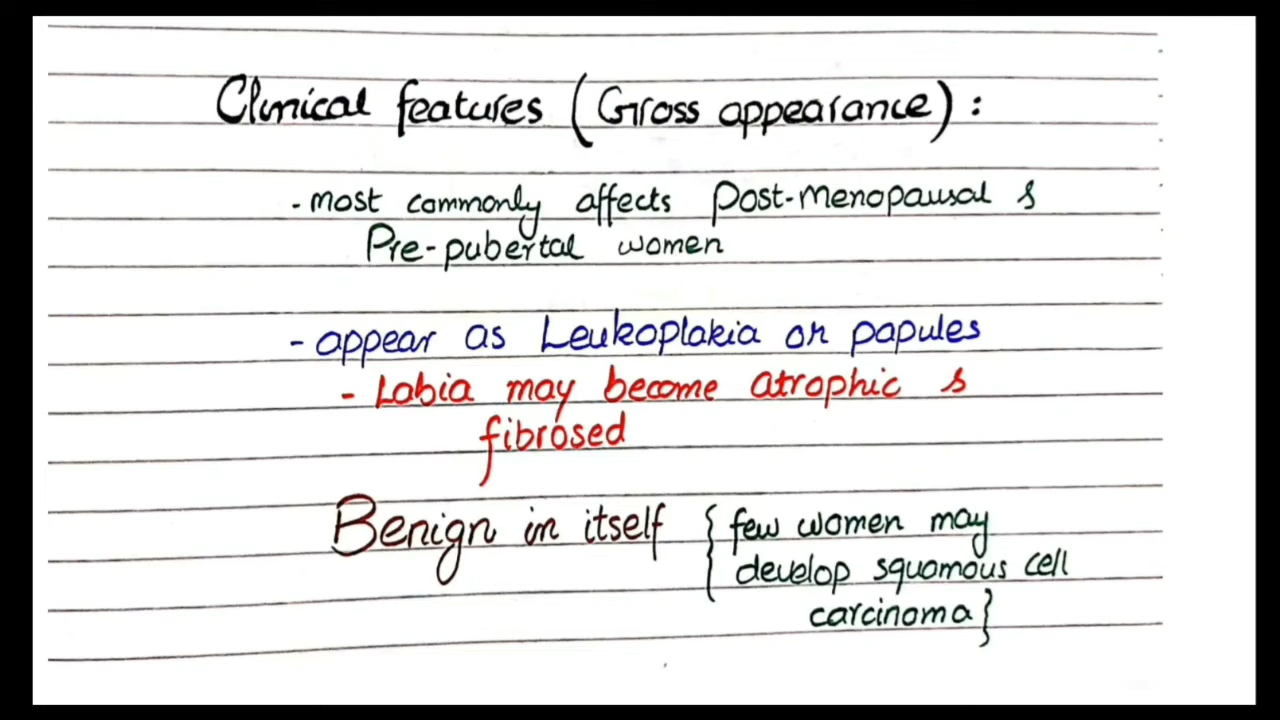 Clinical features (Gross appearance) :
- most commonly affects Post-Menopausal &
Pre-pubertal women
- appear as Leukoplakia or papules
- Labia may become atrophic &
fibrosed
Benign in itself { few women may
develop squamous cell
carcinoma }